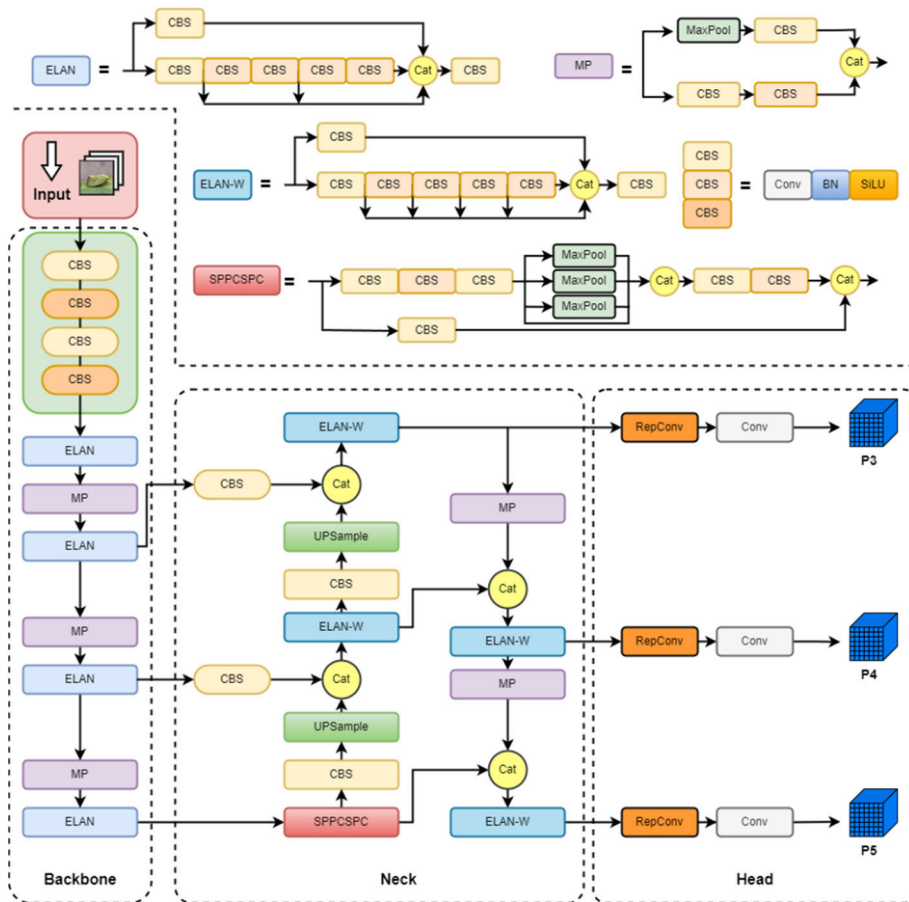 CBS
ELAN = CBS CBS CBS CBS CBS Cat CBS
MaxPool CBS
MP = Cat
CBS CBS
Input
CBS
ELAN-W = CBS CBS CBS CBS CBS Cat CBS
CBS
CBS = Conv BN SiLU
CBS
SPPCSPC = CBS CBS CBS MaxPool MaxPool MaxPool Cat CBS CBS Cat
CBS
CBS
CBS
CBS
CBS
ELAN
MP
ELAN
MP
ELAN
MP
ELAN
Backbone
ELAN-W
CBS Cat
UPSample
CBS
ELAN-W
CBS Cat
UPSample
CBS
SPPCSPC
MP
Cat
ELAN-W
MP
Cat
ELAN-W
Neck
RepConv Conv
P3
RepConv Conv
P4
RepConv Conv
P5
Head